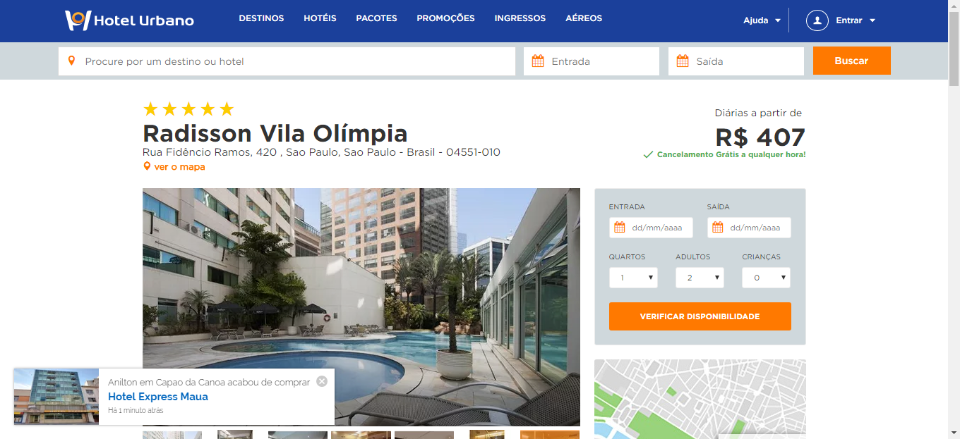 Hotel Urbano
DESTINOS HOTÉIS PACOTES PROMOÇÕES INGRESSOS AÉREOS
Ajuda Entrar
Procure por um destino ou hotel
Entrada
Saída
Buscar
Radisson Vila Olímpia
Rua Fidêncio Ramos, 420 , Sao Paulo, Sao Paulo - Brasil - 04551-010
ver o mapa
Diárias a partir de
R$ 407
Cancelamento Grátis a qualquer hora!
ENTRADA SAÍDA
dd/mm/aaaa dd/mm/aaaa
QUARTOS ADULTOS CRIANÇAS
1 2 0
VERIFICAR DISPONIBILIDADE
Anilton em Capao da Canoa acabou de comprar
Hotel Express Maua
Há 1 minuto atrás